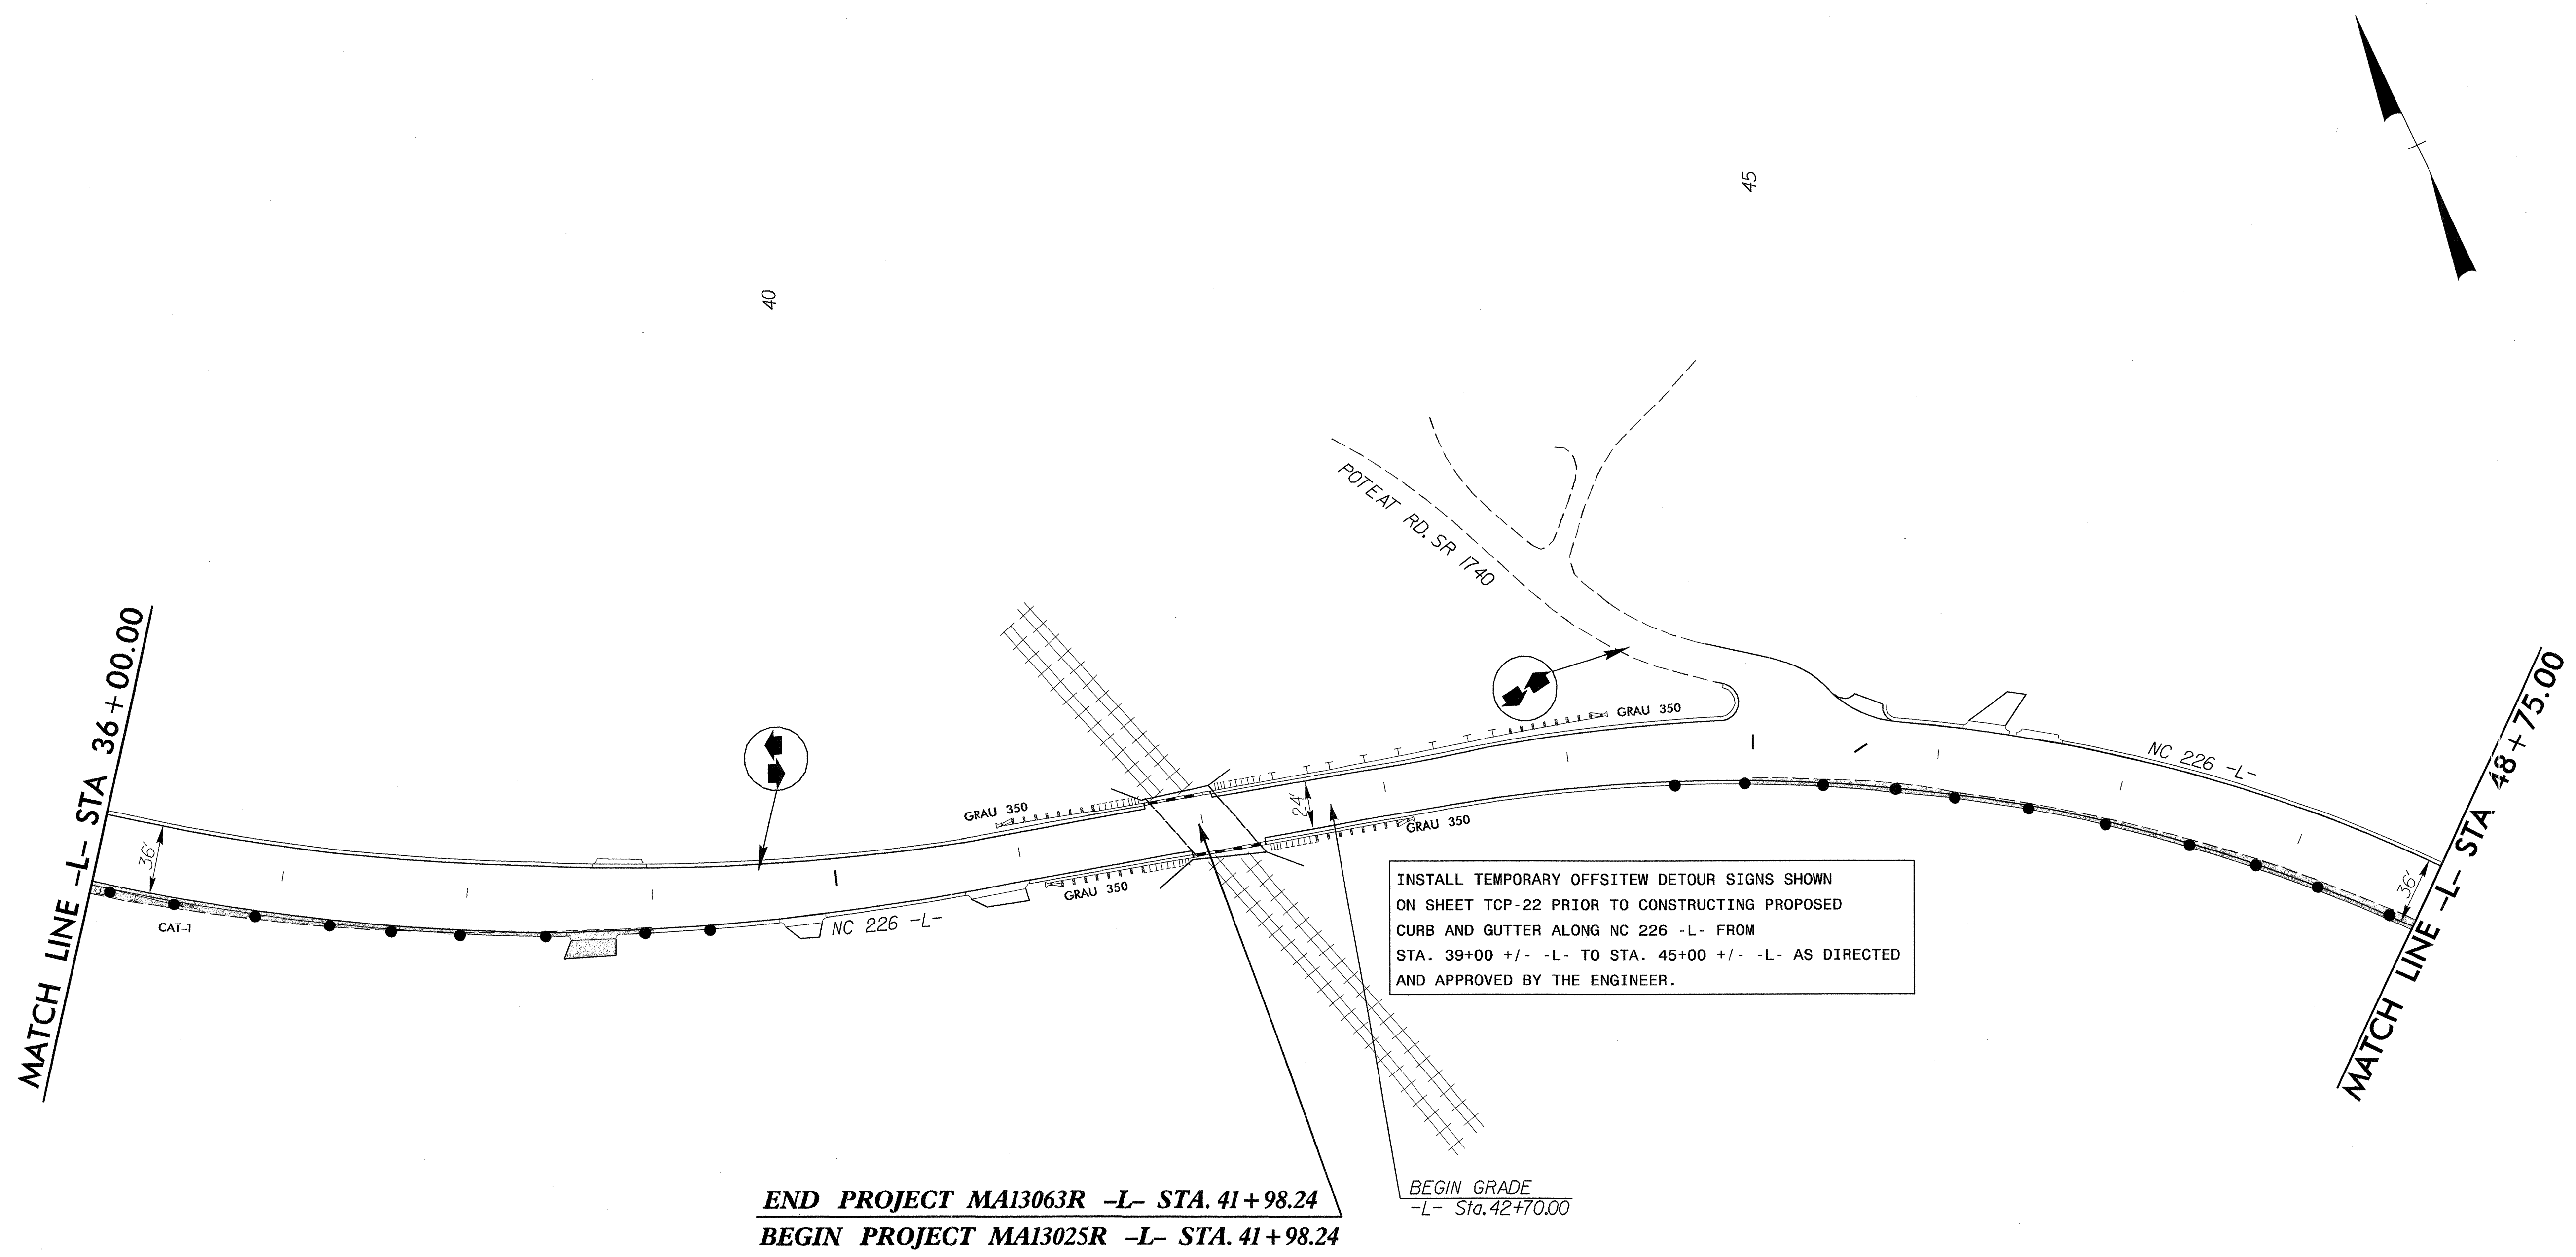 45
40
POTEAT RD. SR 1740
MATCH LINE -L- STA 36+00.00
MATCH LINE -L- STA 48+75.00
GRAU 350
GRAU 350
NC 226 -L-
24'
GRAU 350
GRAU 350
36'
36'
CAT-1
NC 226 -L-
INSTALL TEMPORARY OFFSITEW DETOUR SIGNS SHOWN
ON SHEET TCP-22 PRIOR TO CONSTRUCTING PROPOSED
CURB AND GUTTER ALONG NC 226 -L- FROM
STA. 39+00 +/- -L- TO STA. 45+00 +/- -L- AS DIRECTED
AND APPROVED BY THE ENGINEER.
END PROJECT MA13063R -L- STA. 41+98.24
BEGIN PROJECT MA13025R -L- STA. 41+98.24
BEGIN GRADE
-L- Sta. 42+70.00